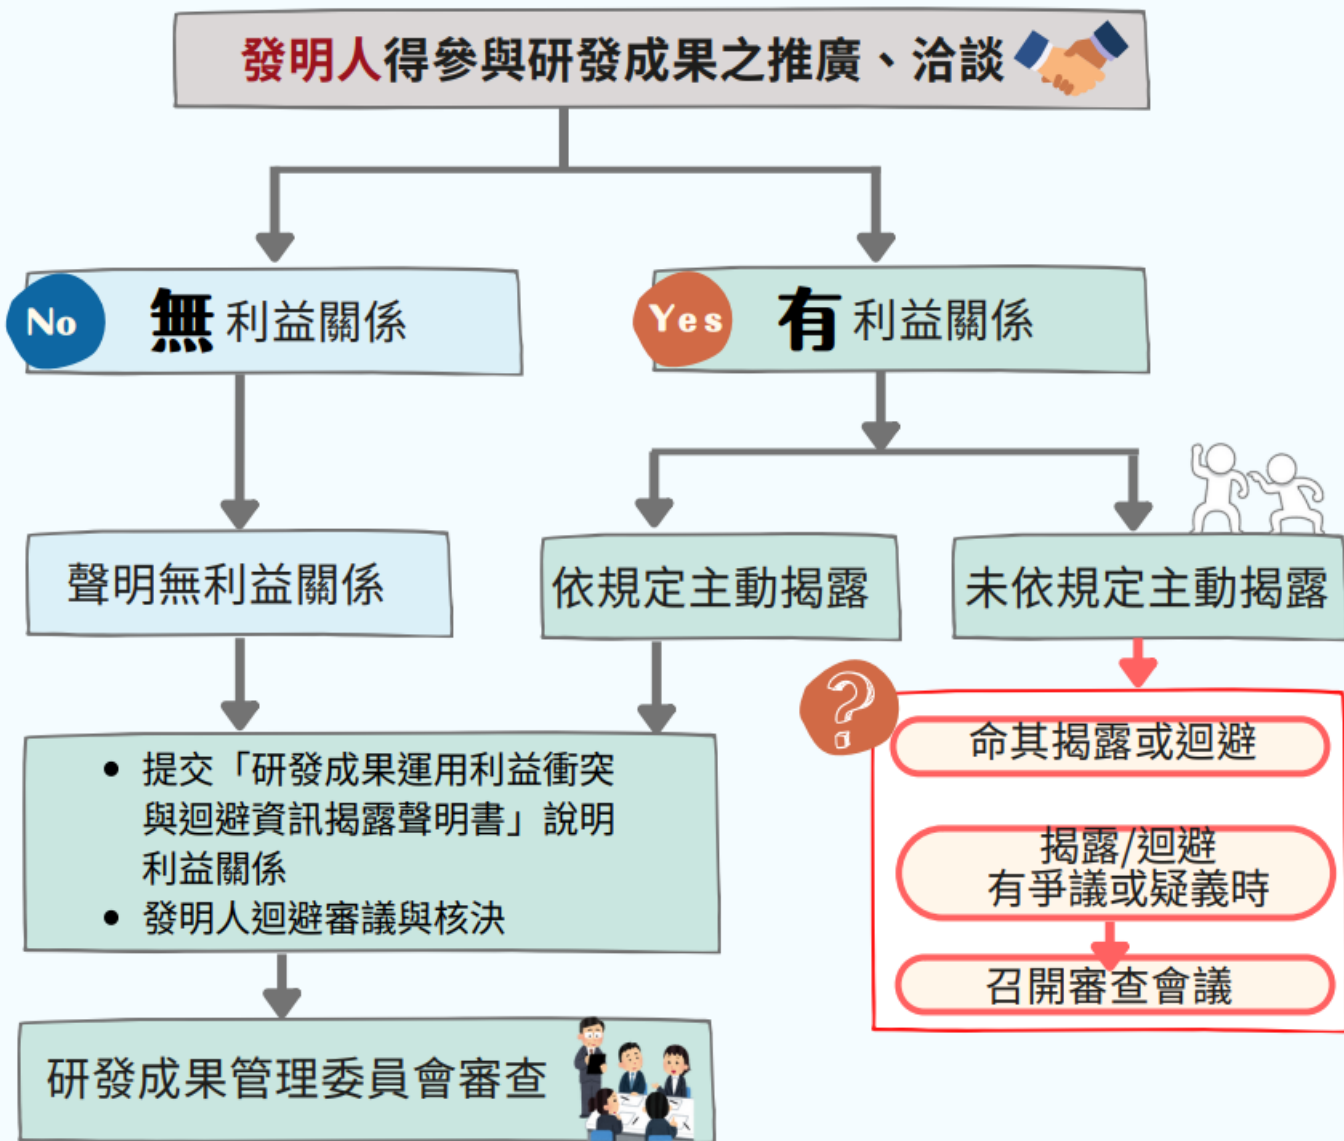 發明人得參與研發成果之推廣、洽談
No
無利益關係
Yes
有利益關係
聲明無利益關係
依規定主動揭露
未依規定主動揭露
• 提交「研發成果運用利益衝突
與迴避資訊揭露聲明書」說明
利益關係
• 發明人迴避審議與核決
?
命其揭露或迴避
揭露/迴避
有爭議或疑義時
召開審查會議
研發成果管理委員會審查